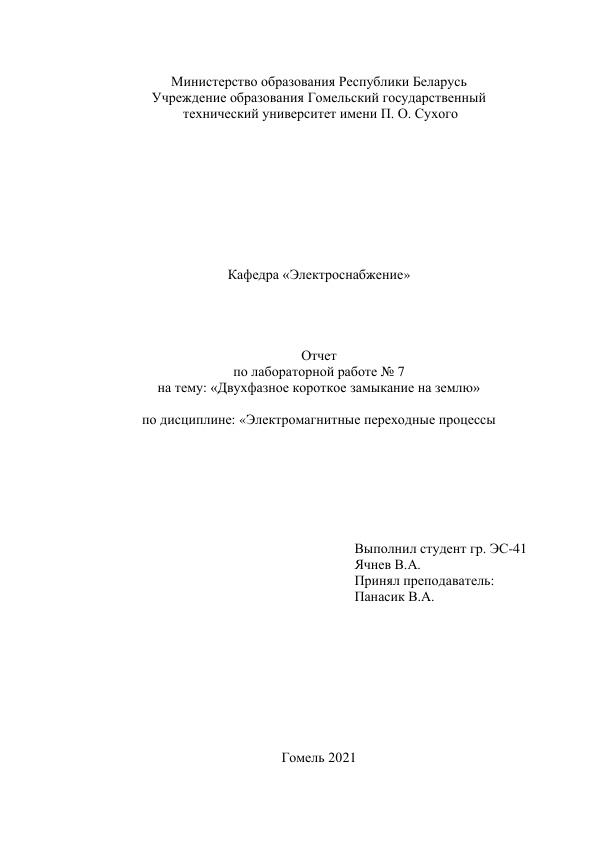 Министерство образования Республики Беларусь
Учреждение образования Гомельский государственный
технический университет имени П. О. Сухого
Кафедра «Электроснабжение»
Отчет
по лабораторной работе № 7
на тему: «Двухфазное короткое замыкание на землю»
по дисциплине: «Электромагнитные переходные процессы
Выполнил студент гр. ЭС-41
Ячнев В.А.
Принял преподаватель:
Панасик В.А.
Гомель 2021